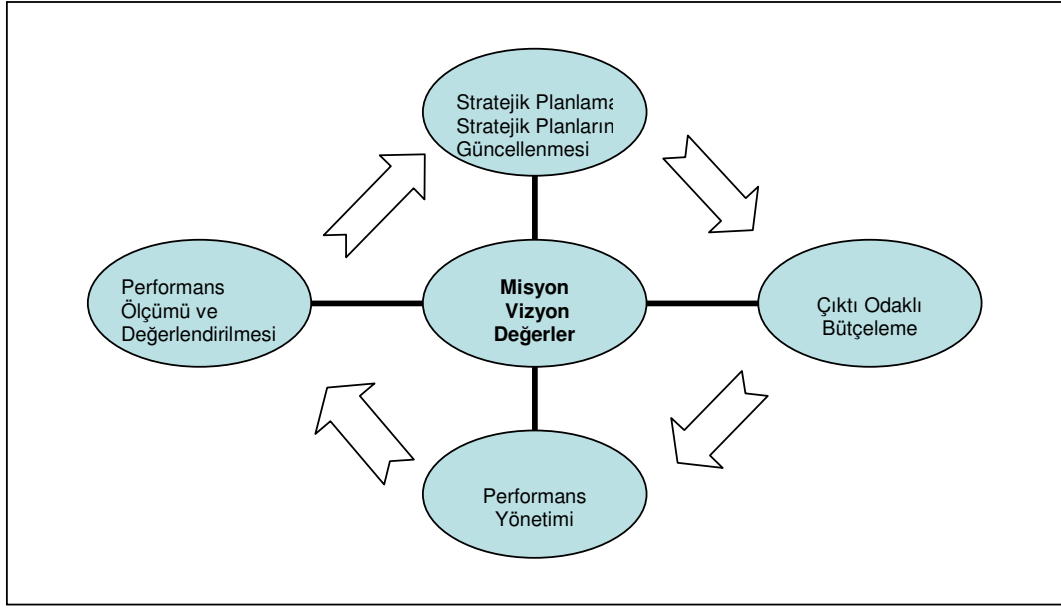 Stratejik Planlama
Stratejik Planların
Güncellenmesi
Performans
Ölçümü ve
Değerlendirilmesi
Misyon
Vizyon
Değerler
Çıktı Odaklı
Bütçeleme
Performans
Yönetimi